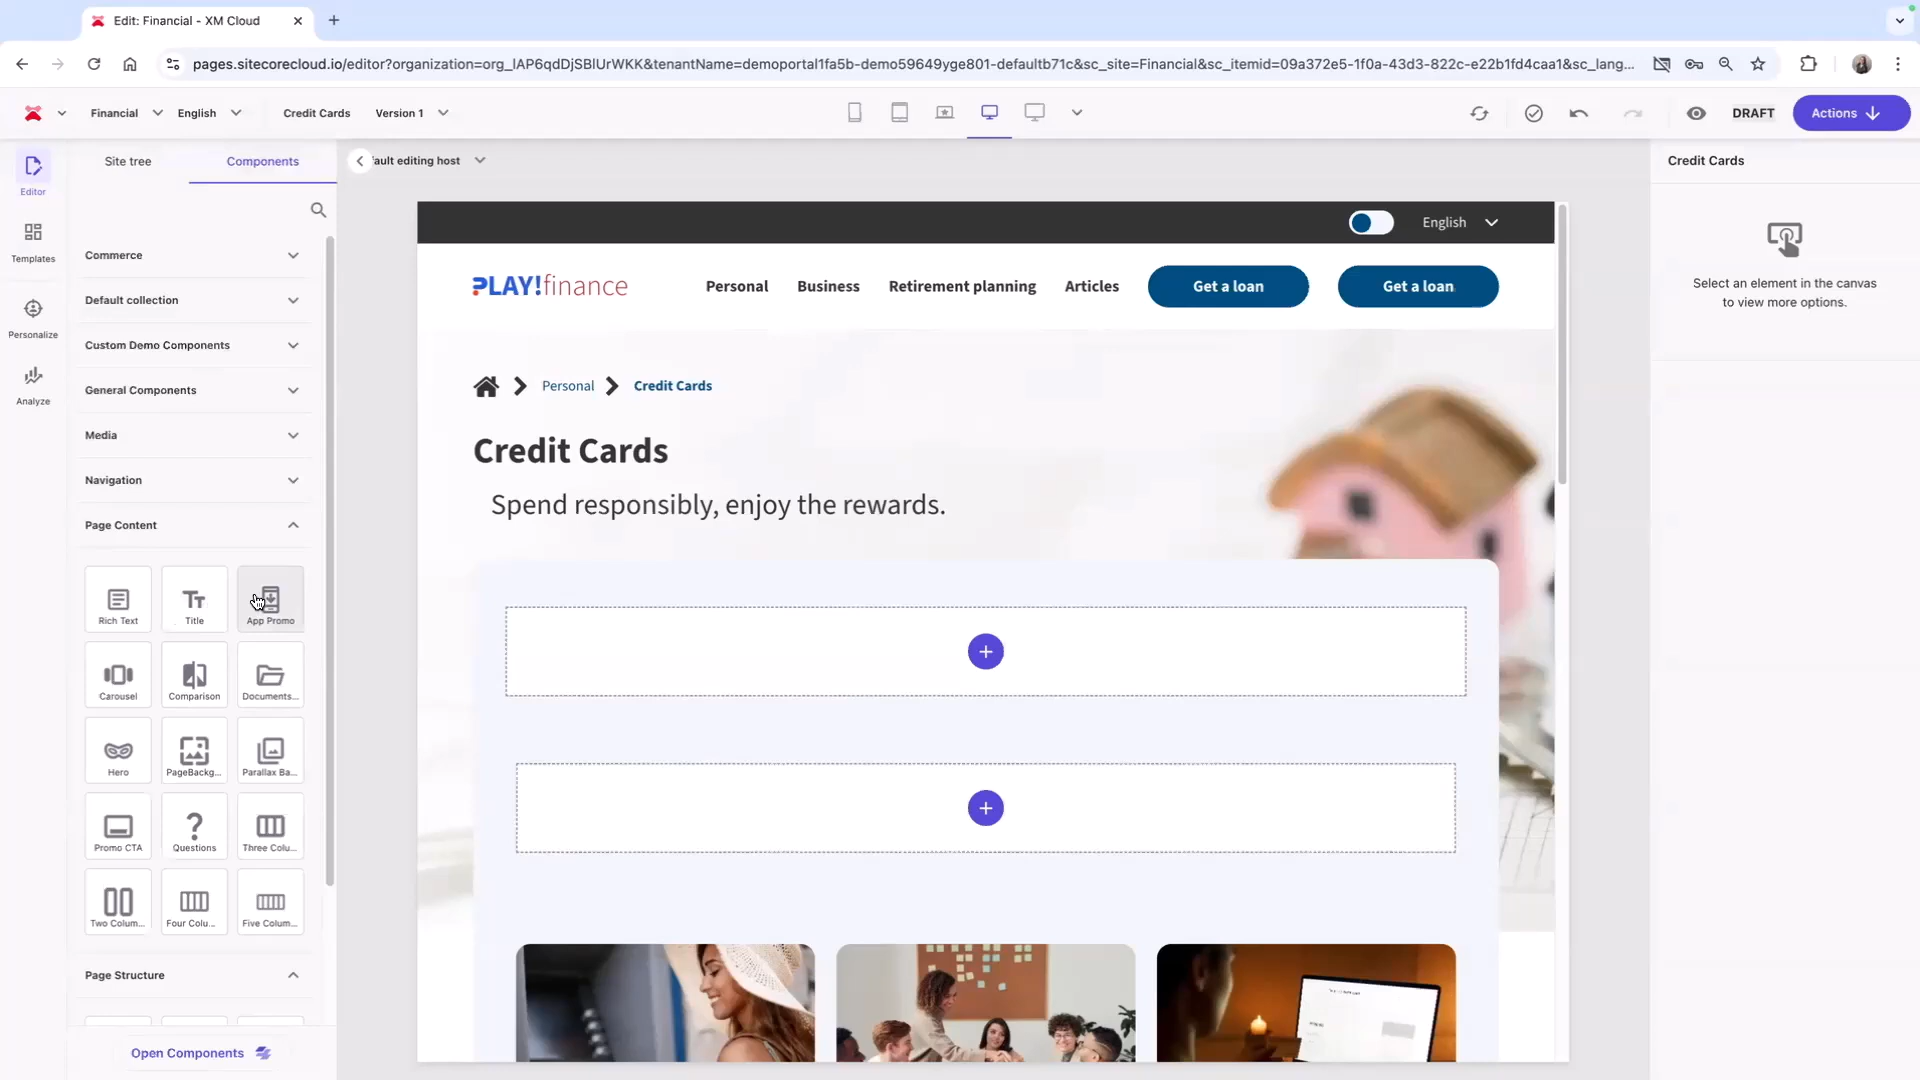 Edit: Financial - XM Cloud
pages.sitecorecloud.io/editor?organization=org_lAP6qdDjSBlUrWKK&tenantName=demoportal1fa5b-demo59649yge801-defaultb71c&sc_site=Financial&sc_itemid=09a372e5-1f0a-43d3-822c-e22b1fd4caa1&sc_lang...
Financial English Credit Cards Version 1 DRAFT Actions
Editor
Templates
Personalize
Analyze
Site tree Components
Commerce
Default collection
Custom Demo Components
General Components
Media
Navigation
Page Content
Rich Text Title App Promo
Carousel Comparison Documents...
Hero PageBackg... Parallax Ba...
Promo CTA Questions Three Colu...
Two Colum... Four Colu... Five Colum...
Page Structure
Open Components
fault editing host
English
PLAY!finance Personal Business Retirement planning Articles Get a loan Get a loan
Personal Credit Cards
Credit Cards
Spend responsibly, enjoy the rewards.
Credit Cards
Select an element in the canvas
to view more options.